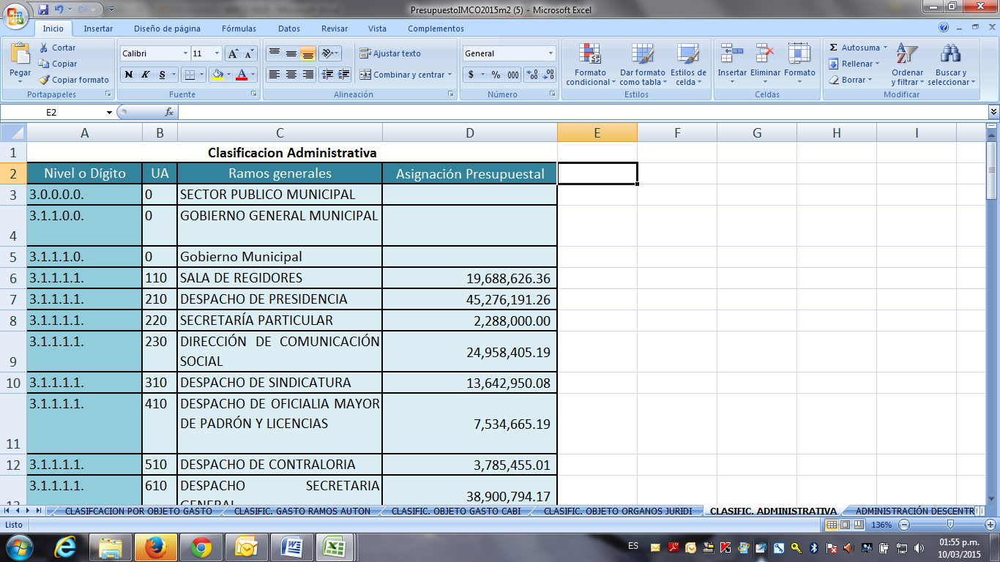 PresupuestoIMCO2015m2 (5) - Microsoft Excel
Inicio Insertar Diseño de página Fórmulas Datos Revisar Vista Complementos
Pegar
Cortar
Copiar
Copiar formato
Portapapeles
Calibri 11
N K S
Fuente
Ajustar texto
Combinar y centrar
Alineación
General
$ % 000
Número
Formato condicional
Dar formato como tabla
Estilos de celda
Estilos
Insertar Eliminar Formato
Celdas
Σ Autosuma
Rellenar
Borrar
Ordenar y filtrar
Buscar y seleccionar
Modificar
E2 fx
A B C D E F G H I
1 Clasificacion Administrativa
2 Nivel o Dígito UA Ramos generales Asignación Presupuestal
3 3.0.0.0.0. 0 SECTOR PUBLICO MUNICIPAL
4 3.1.1.0.0. 0 GOBIERNO GENERAL MUNICIPAL
5 3.1.1.1.0. 0 Gobierno Municipal
6 3.1.1.1.1. 110 SALA DE REGIDORES 19,688,626.36
7 3.1.1.1.1. 210 DESPACHO DE PRESIDENCIA 45,276,191.26
8 3.1.1.1.1. 220 SECRETARÍA PARTICULAR 2,288,000.00
9 3.1.1.1.1. 230 DIRECCIÓN DE COMUNICACIÓN
SOCIAL 24,958,405.19
10 3.1.1.1.1. 310 DESPACHO DE SINDICATURA 13,642,950.08
11 3.1.1.1.1. 410 DESPACHO DE OFICIALIA MAYOR
DE PADRÓN Y LICENCIAS 7,534,665.19
12 3.1.1.1.1. 510 DESPACHO DE CONTRALORIA 3,785,455.01
13 3.1.1.1.1. 610 DESPACHO SECRETARIA
GENERAL 38,900,794.17
CLASIFCACION POR OBJETO GASTO CLASIFIC. GASTO RAMOS AUTON CLASIFIC. OBJETO GASTO CABI CLASIFIC. OBJETO ORGANOS JURIDI CLASIFIC. ADMINISTRATIVA ADMINISTRACIÓN DESCENTR
Listo 136%
ES 01:55 p.m.
10/03/2015